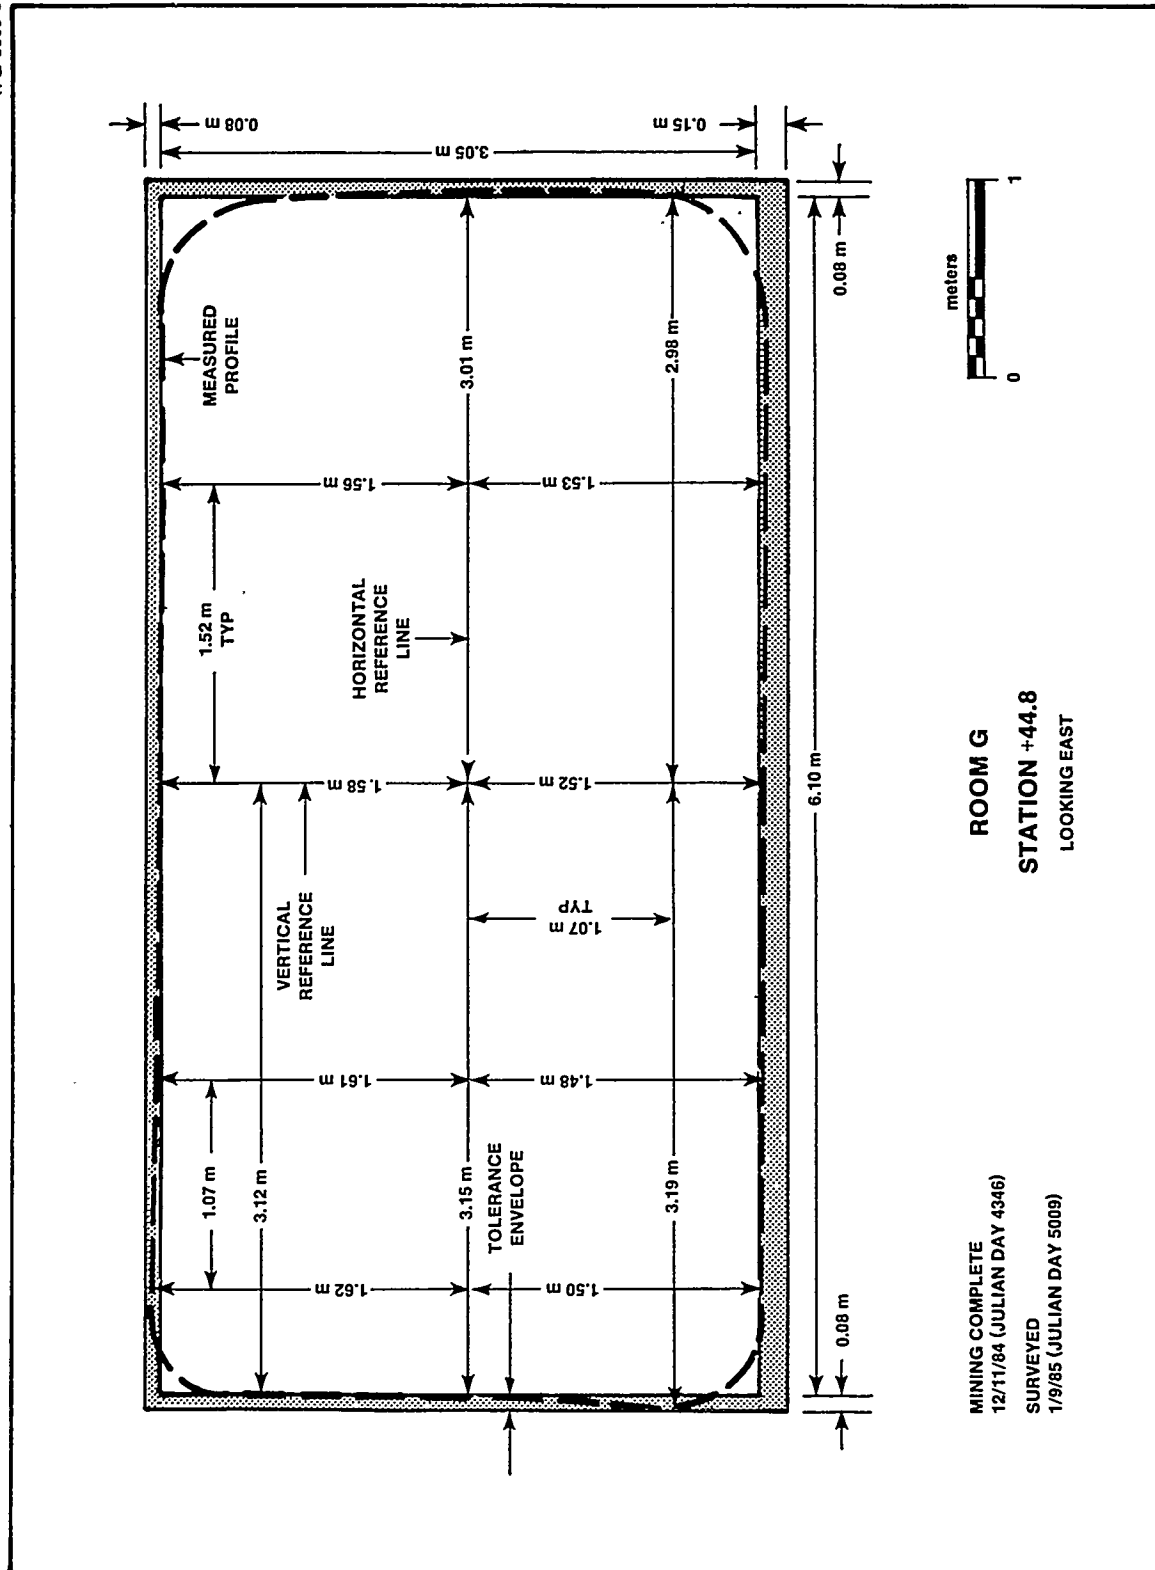 0.08 m
3.05 m
0.15 m
0.08 m
6.10 m
0.08 m
MEASURED
PROFILE
1.52 m
TYP
HORIZONTAL
REFERENCE
LINE
VERTICAL
REFERENCE
LINE
1.07 m
3.12 m
1.56 m
1.58 m
1.61 m
1.62 m
3.01 m
3.15 m
1.53 m
1.52 m
1.48 m
1.50 m
1.07 m
TYP
TOLERANCE
ENVELOPE
2.98 m
3.19 m
meters
0
1
ROOM G
STATION +44.8
LOOKING EAST
MINING COMPLETE
12/11/84 (JULIAN DAY 4346)
SURVEYED
1/9/85 (JULIAN DAY 5009)